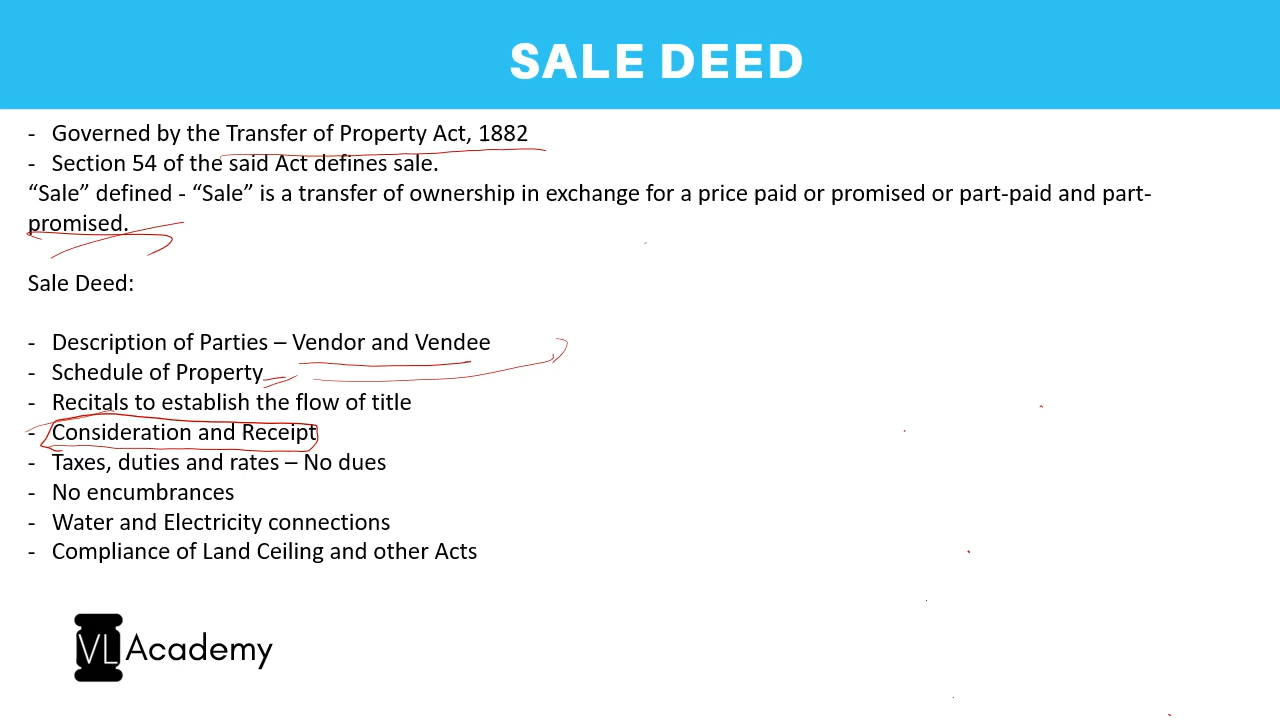 SALE DEED
- Governed by the Transfer of Property Act, 1882
- Section 54 of the said Act defines sale.
“Sale” defined - “Sale” is a transfer of ownership in exchange for a price paid or promised or part-paid and part-
promised.
Sale Deed:
- Description of Parties – Vendor and Vendee
- Schedule of Property
- Recitals to establish the flow of title
- Consideration and Receipt
- Taxes, duties and rates – No dues
- No encumbrances
- Water and Electricity connections
- Compliance of Land Ceiling and other Acts
VL Academy